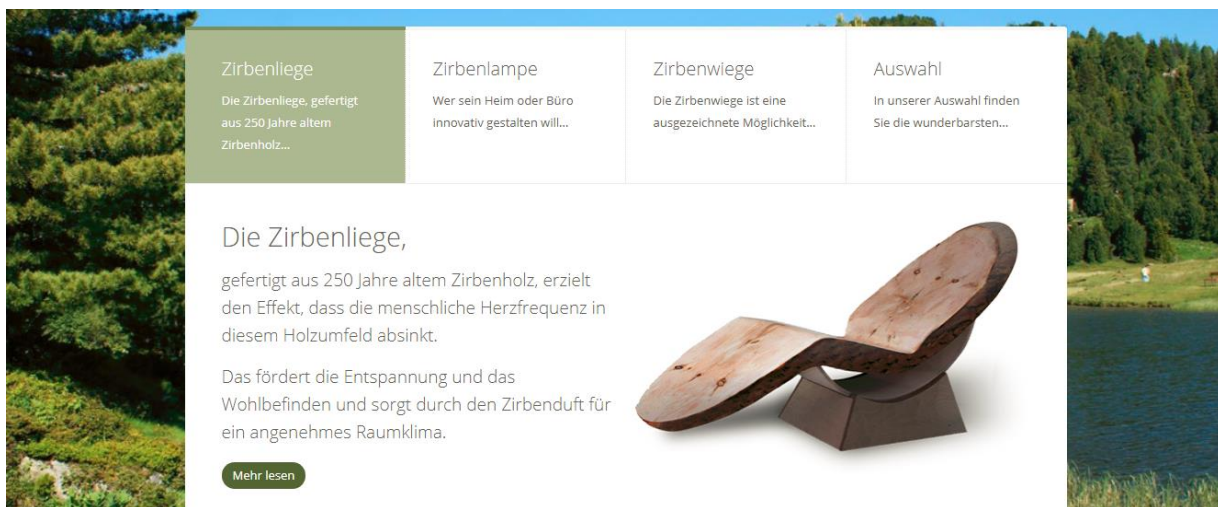 Zirbenliege
Die Zirbenliege, gefertigt
aus 250 Jahre altem
Zirbenholz...
Zirbenlampe
Wer sein Heim oder Büro
innovativ gestalten will...
Zirbenwiege
Die Zirbenwiege ist eine
ausgezeichnete Möglichkeit...
Auswahl
In unserer Auswahl finden
Sie die wunderbarsten...
Die Zirbenliege,
gefertigt aus 250 Jahre altem Zirbenholz, erzielt
den Effekt, dass die menschliche Herzfrequenz in
diesem Holzumfeld absinkt.
Das fördert die Entspannung und das
Wohlbefinden und sorgt durch den Zirbenduft für
ein angenehmes Raumklima.
Mehr lesen